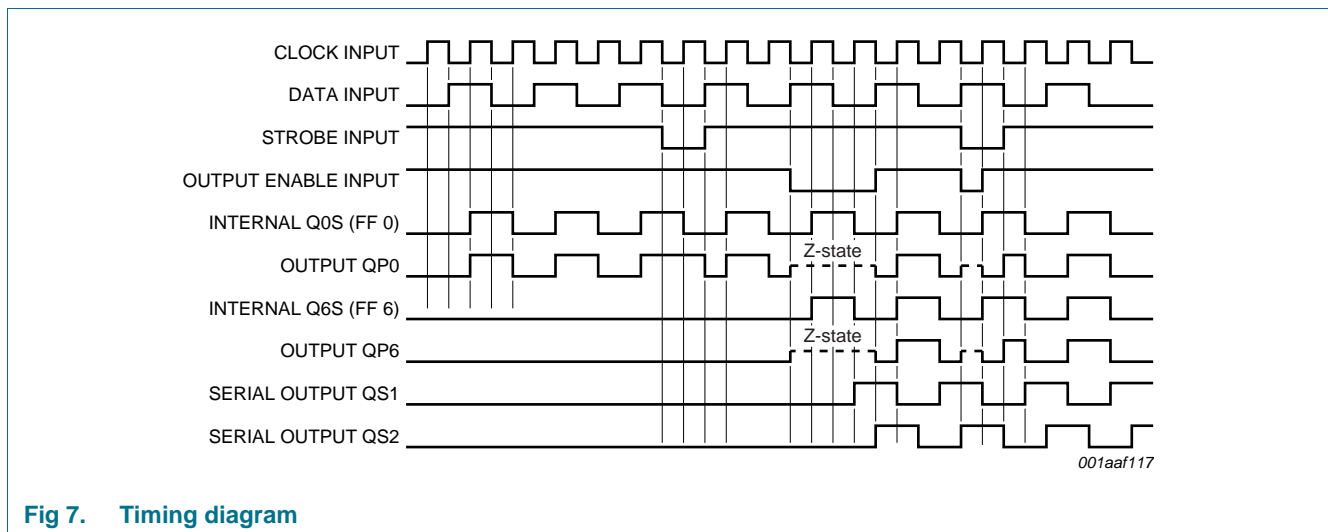 CLOCK INPUT
DATA INPUT
STROBE INPUT
OUTPUT ENABLE INPUT
INTERNAL Q0S (FF 0)
Z-state
OUTPUT QP0
INTERNAL Q6S (FF 6)
Z-state
OUTPUT QP6
SERIAL OUTPUT QS1
SERIAL OUTPUT QS2
001aaf117
Fig 7. Timing diagram